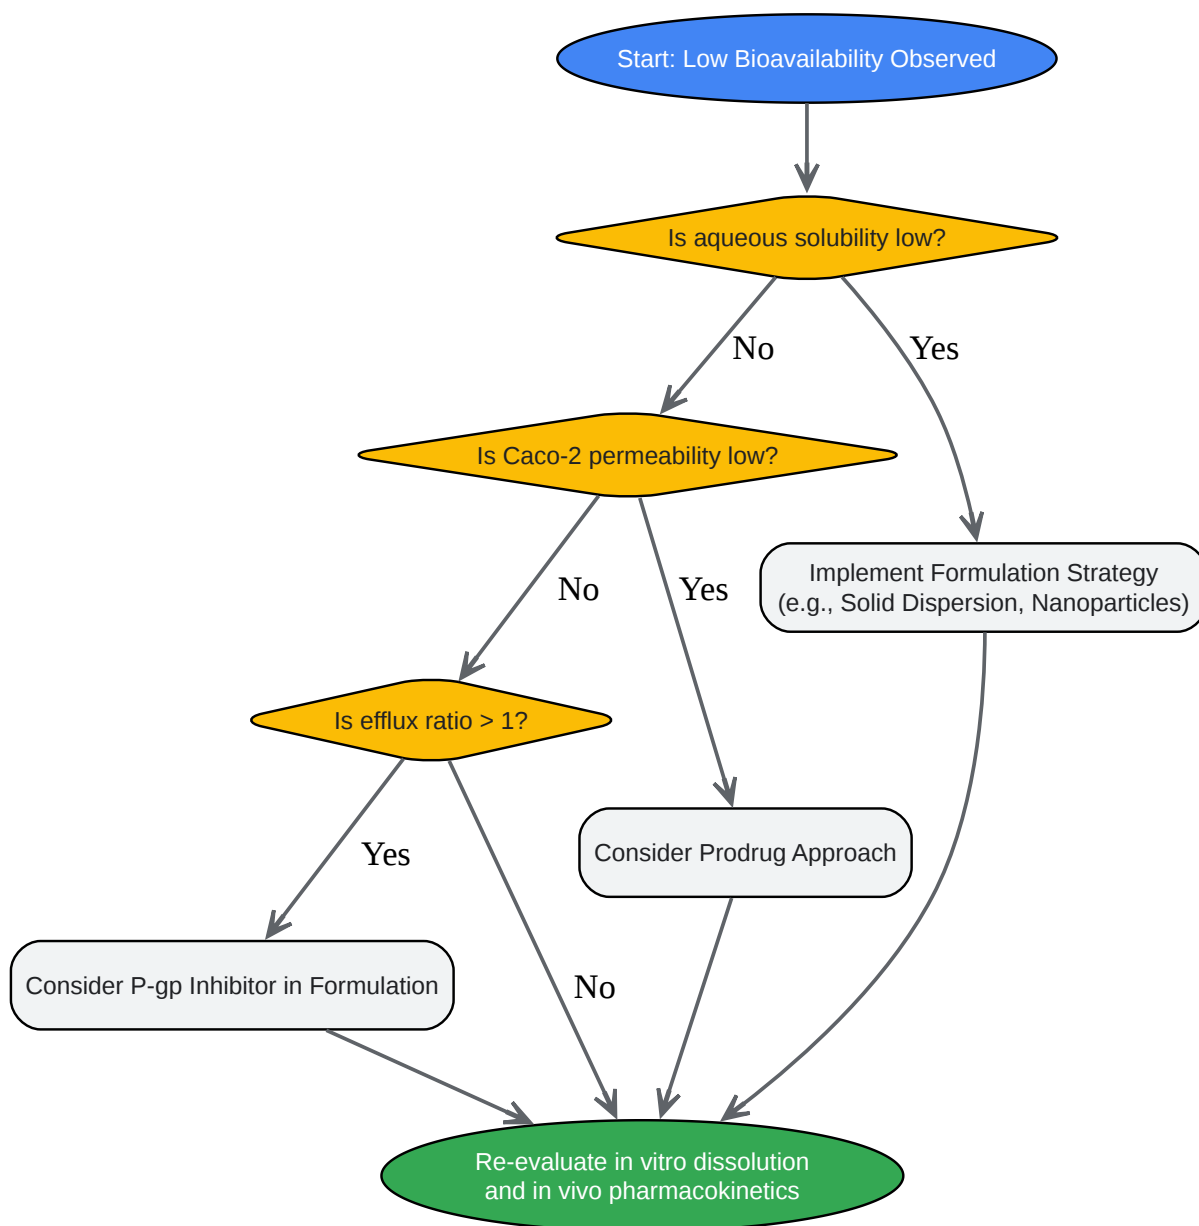 Start: Low Bioavailability Observed
Is aqueous solubility low?
No
Yes
Is Caco-2 permeability low?
No
Yes
Implement Formulation Strategy
(e.g., Solid Dispersion, Nanoparticles)
Is efflux ratio > 1?
Yes
Consider Prodrug Approach
Consider P-gp Inhibitor in Formulation
No
Re-evaluate in vitro dissolution
and in vivo pharmacokinetics